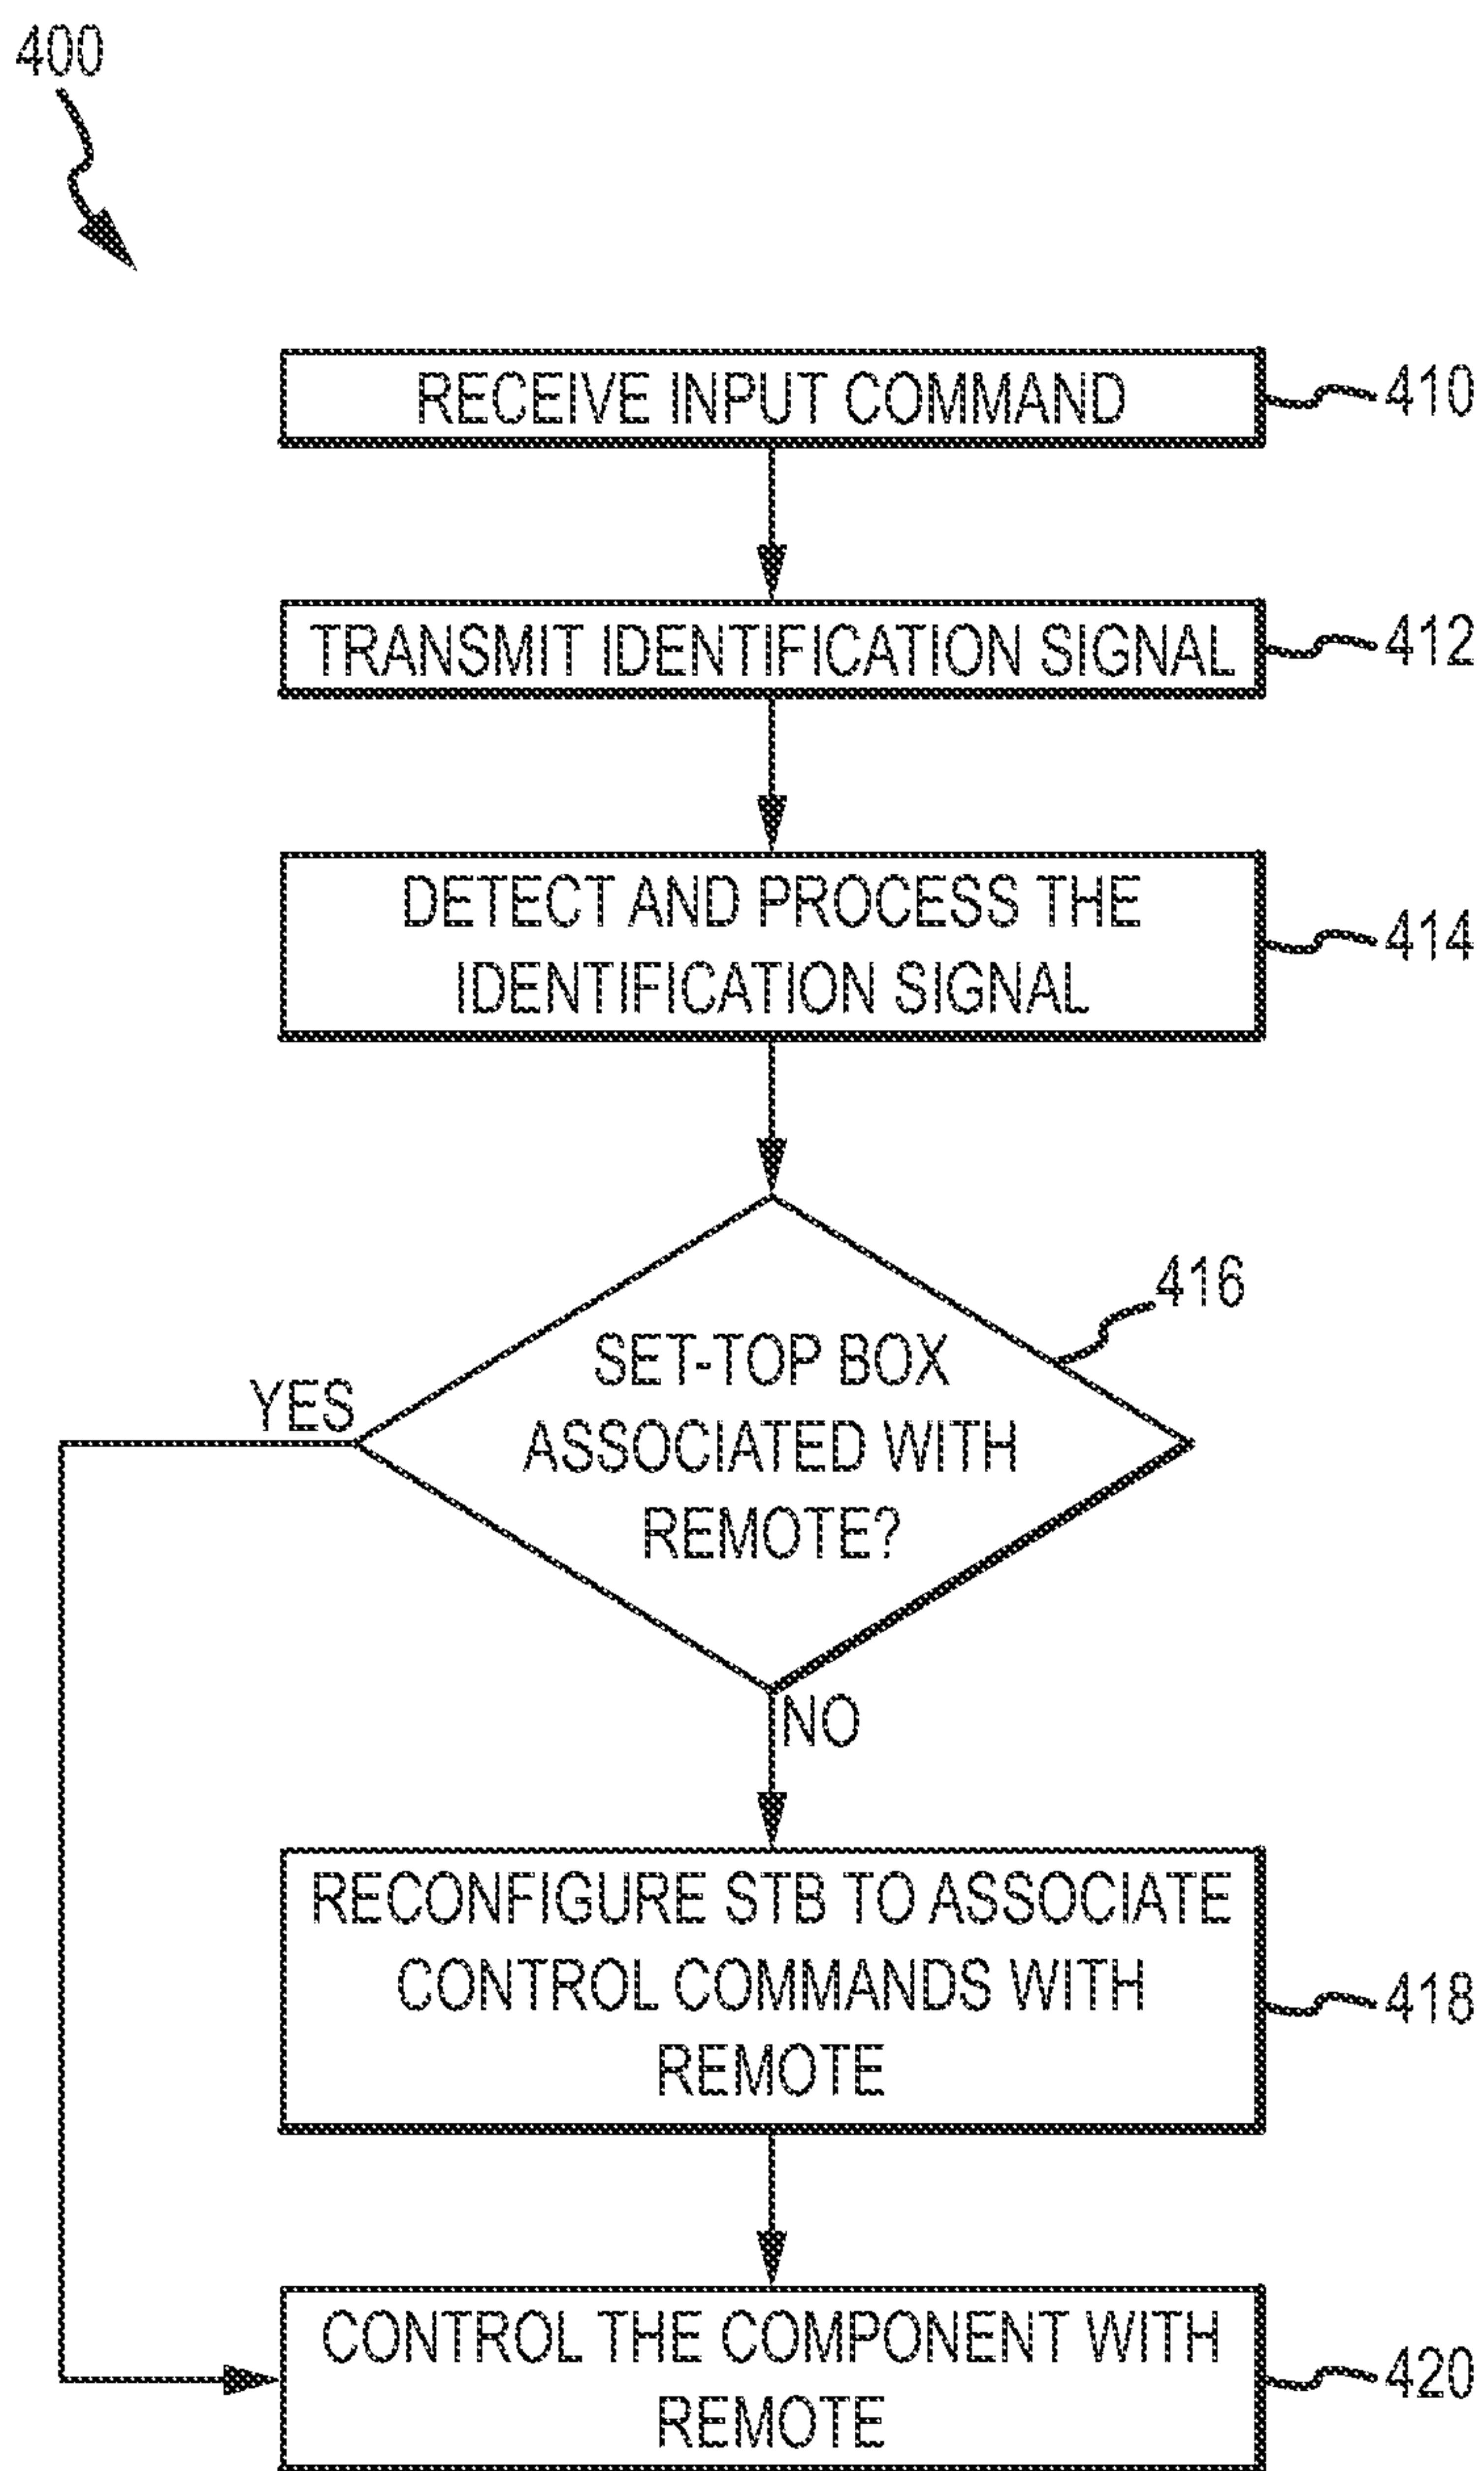 400
RECEIVE INPUT COMMAND
410
TRANSMIT IDENTIFICATION SIGNAL
412
DETECT AND PROCESS THE
IDENTIFICATION SIGNAL
414
416
SET-TOP BOX
ASSOCIATED WITH
REMOTE?
YES
NO
RECONFIGURE STB TO ASSOCIATE
CONTROL COMMANDS WITH
REMOTE
418
CONTROL THE COMPONENT WITH
REMOTE
420